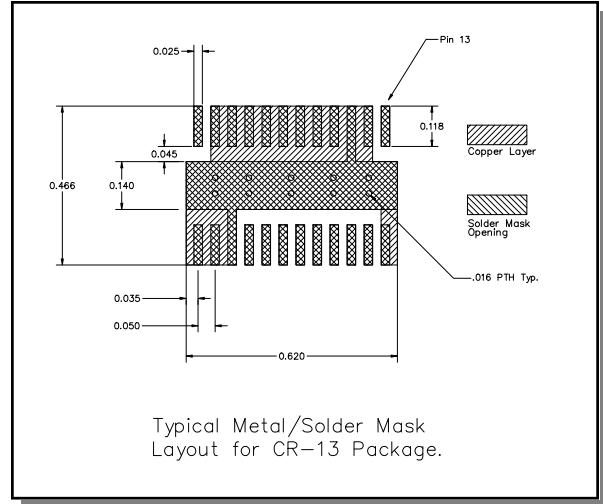 Pin 13
0.025
0.118
0.045
Copper Layer
0.466
0.140
Solder Mask
Opening
.016 PTH Typ.
0.035
0.050
0.620
Typical Metal/Solder Mask
Layout for CR-13 Package.